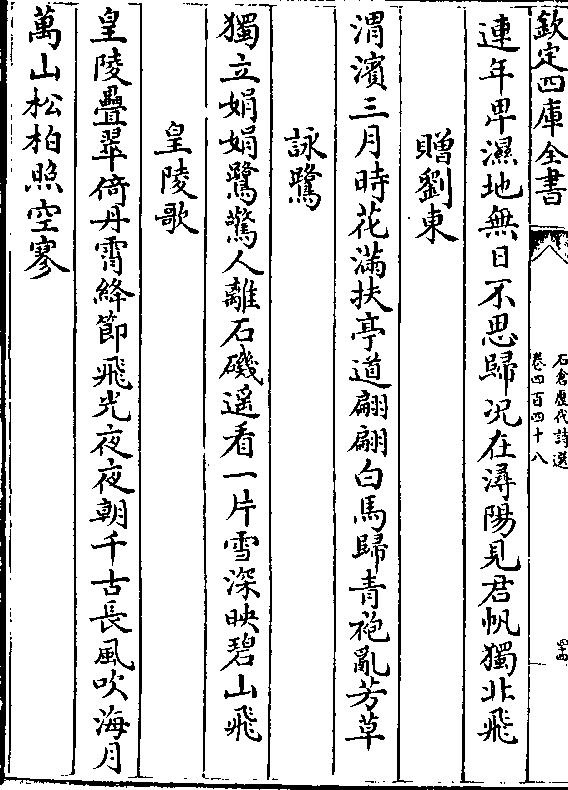 欽定四庫全書
石倉歷代詩選
卷四百四十八
連年卑濕地無日不思歸况在潯陽見君帆獨北飛
贈劉東
渭濱三月時花滿扶亭道翩翩白馬歸青袍亂芳草
詠鷺
獨立娟娟鷺驚人離石磯遥看一片雪深映碧山飛
皇陵歌
皇陵疊翠倚丹霄絳節飛光夜夜朝千古長風吹海月
萬山松柏照空寥